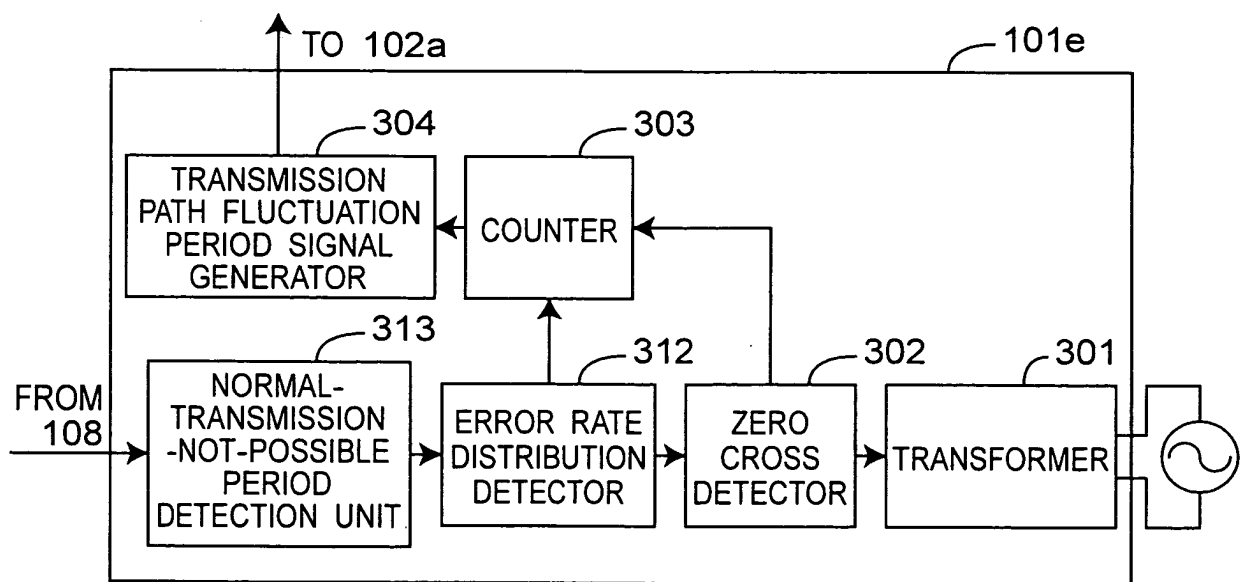 TO 102a
101e
304
303
TRANSMISSION
PATH FLUCTUATION
PERIOD SIGNAL
GENERATOR
COUNTER
313
312
302
301
FROM
108
NORMAL-
TRANSMISSION
-NOT-POSSIBLE
PERIOD
DETECTION UNIT
ERROR RATE
DISTRIBUTION
DETECTOR
ZERO
CROSS
DETECTOR
TRANSFORMER